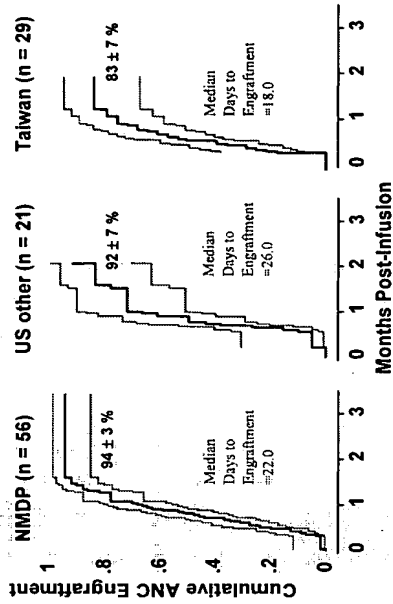 NMDP (n = 56)
US other (n = 21)
Taiwan (n = 29)
Cumulative ANC Engraftment
1
.8
.6
.4
.2
0
94 ± 3 %
Median
Days to
Engraftment
=22.0
92 ± 7 %
Median
Days to
Engraftment
=26.0
83 ± 7 %
Median
Days to
Engraftment
=18.0
0 1 2 3
0 1 2 3
0 1 2 3
Months Post-Infusion